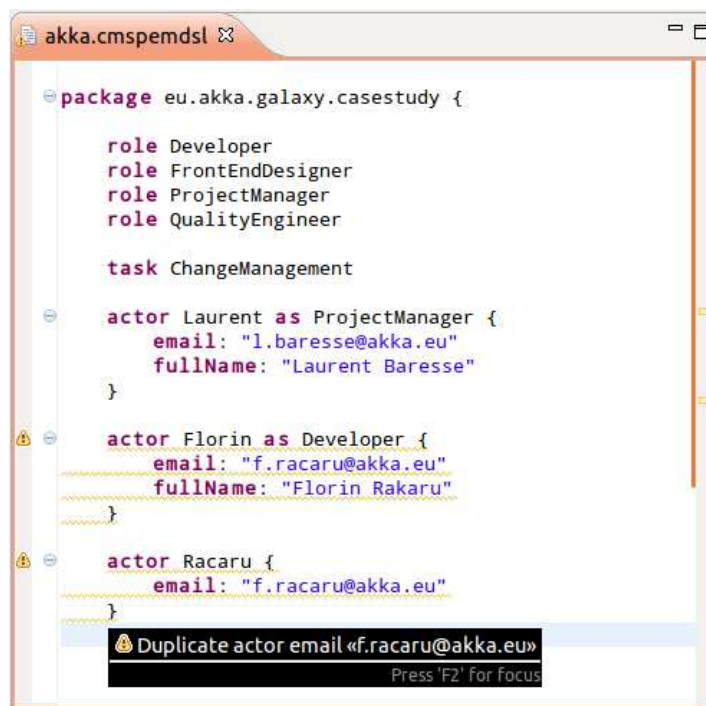 akka.cmspemdsl
package eu.akka.galaxy.casestudy {
role Developer
role FrontEndDesigner
role ProjectManager
role QualityEngineer
task ChangeManagement
actor Laurent as ProjectManager {
email: "l.baresse@akka.eu"
fullName: "Laurent Baresse"
}
actor Florin as Developer {
email: "f.racaru@akka.eu"
fullName: "Florin Rakaru"
}
actor Racaru {
email: "f.racaru@akka.eu"
}
Duplicate actor email «f.racaru@akka.eu»
Press 'F2' for focus